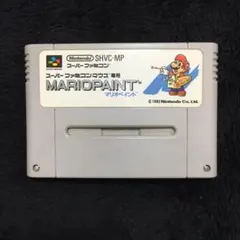 Nintendo SHVC-MP
スーパーファミコン
スーパーファミコンマウス専用
MARIOPAINT
マリオペイント
© 1992 Nintendo Co., Ltd.